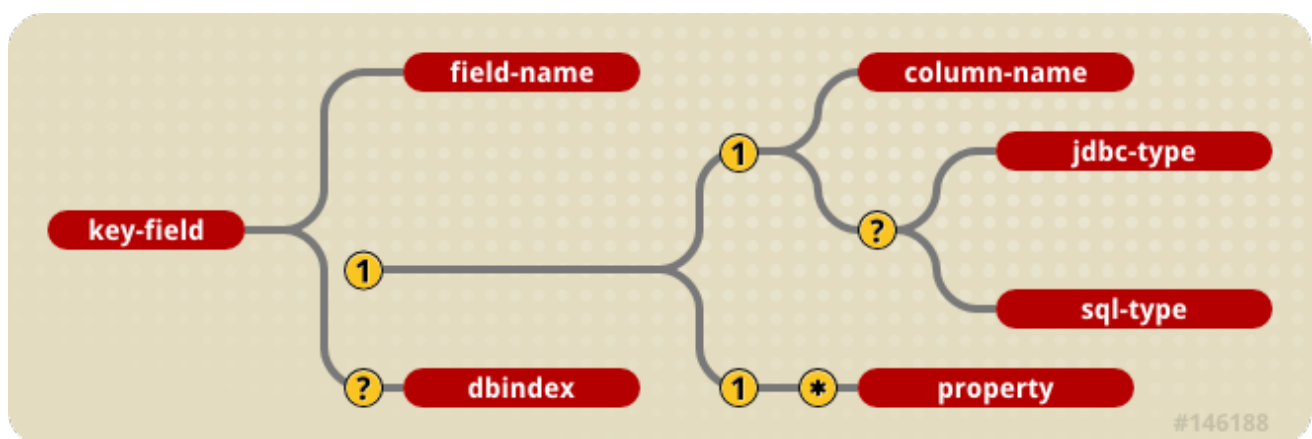 field-name
column-name
1
jdbc-type
key-field
?
1
sql-type
?
dbindex
1
*
property
#146188